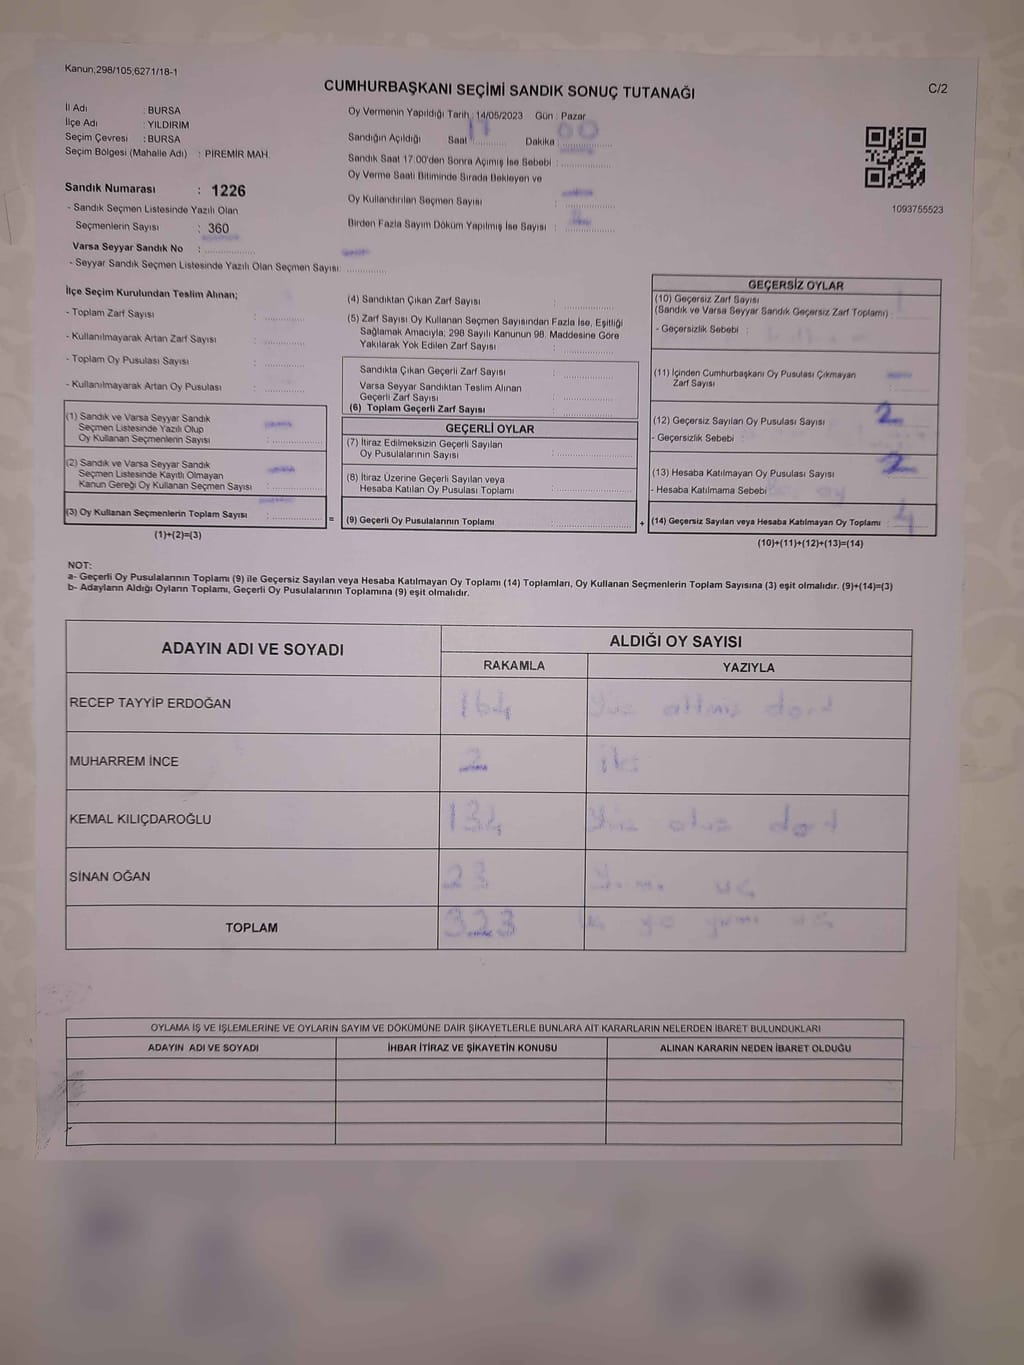 Kanun;298/105;6271/18-1
CUMHURBAŞKANI SEÇİMİ SANDIK SONUÇ TUTANAĞI
C/2
İl Adı : BURSA
İlçe Adı : YILDIRIM
Seçim Çevresi : BURSA
Seçim Bölgesi (Mahalle Adı) : PİREMİR MAH.
Oy Vermenin Yapıldığı Tarih : 14/05/2023 Gün : Pazar
Sandığın Açıldığı Saat : 17 Dakika : 00
Sandık Saat 17:00'den Sonra Açımış İse Sebebi :
Oy Verme Saati Bitiminde Sırada Bekleyen ve
Oy Kullandırılan Seçmen Sayısı :
Birden Fazla Sayım Döküm Yapılmış İse Sayısı :
1093755523
Sandık Numarası : 1226
- Sandık Seçmen Listesinde Yazılı Olan
Seçmenlerin Sayısı : 360
Varsa Seyyar Sandık No :
- Seyyar Sandık Seçmen Listesinde Yazılı Olan Seçmen Sayısı:
İlçe Seçim Kurulundan Teslim Alınan;
- Toplam Zarf Sayısı :
- Kullanılmayarak Artan Zarf Sayısı :
- Toplam Oy Pusulası Sayısı :
- Kullanılmayarak Artan Oy Pusulası :
(1) Sandık ve Varsa Seyyar Sandık
Seçmen Listesinde Yazılı Olup
Oy Kullanan Seçmenlerin Sayısı :
(2) Sandık ve Varsa Seyyar Sandık
Seçmen Listesinde Kayıtlı Olmayan
Kanun Gereği Oy Kullanan Seçmen Sayısı :
(3) Oy Kullanan Seçmenlerin Toplam Sayısı :
(1)+(2)=(3)
(4) Sandıktan Çıkan Zarf Sayısı :
(5) Zarf Sayısı Oy Kullanan Seçmen Sayısından Fazla İse, Eşitliği
Sağlamak Amacıyla; 298 Sayılı Kanunun 98. Maddesine Göre
Yakılarak Yok Edilen Zarf Sayısı :
Sandıkta Çıkan Geçerli Zarf Sayısı :
Varsa Seyyar Sandıktan Teslim Alınan
Geçerli Zarf Sayısı :
(6) Toplam Geçerli Zarf Sayısı :
GEÇERLİ OYLAR
(7) İtiraz Edilmeksizin Geçerli Sayılan
Oy Pusulalarının Sayısı :
(8) İtiraz Üzerine Geçerli Sayılan veya
Hesaba Katılan Oy Pusulası Toplamı :
= (9) Geçerli Oy Pusulalarının Toplamı :
GEÇERSİZ OYLAR
(10) Geçersiz Zarf Sayısı
(Sandık ve Varsa Seyyar Sandık Geçersiz Zarf Toplamı) :
- Geçersizlik Sebebi :
(11) İçinden Cumhurbaşkanı Oy Pusulası Çıkmayan
Zarf Sayısı
(12) Geçersiz Sayılan Oy Pusulası Sayısı : 2
- Geçersizlik Sebebi :
(13) Hesaba Katılmayan Oy Pusulası Sayısı : 2
- Hesaba Katılmama Sebebi
+ (14) Geçersiz Sayılan veya Hesaba Katılmayan Oy Toplamı : 4
(10)+(11)+(12)+(13)=(14)
NOT:
a- Geçerli Oy Pusulalarının Toplamı (9) ile Geçersiz Sayılan veya Hesaba Katılmayan Oy Toplamı (14) Toplamları, Oy Kullanan Seçmenlerin Toplam Sayısına (3) eşit olmalıdır. (9)+(14)=(3)
b- Adayların Aldığı Oyların Toplamı, Geçerli Oy Pusulalarının Toplamına (9) eşit olmalıdır.
ADAYIN ADI VE SOYADI ALDIĞI OY SAYISI
RAKAMLA YAZIYLA
RECEP TAYYİP ERDOĞAN 164 Yüz altmış dört
MUHARREM İNCE 2 iki
KEMAL KILIÇDAROĞLU 134 Yüz otuz dört
SİNAN OĞAN 23
TOPLAM 323
OYLAMA İŞ VE İŞLEMLERİNE VE OYLARIN SAYIM VE DÖKÜMÜNE DAİR ŞİKAYETLERLE BUNLARA AİT KARARLARIN NELERDEN İBARET BULUNDUKLARI
ADAYIN ADI VE SOYADI İHBAR İTİRAZ VE ŞİKAYETİN KONUSU ALINAN KARARIN NEDEN İBARET OLDUĞU